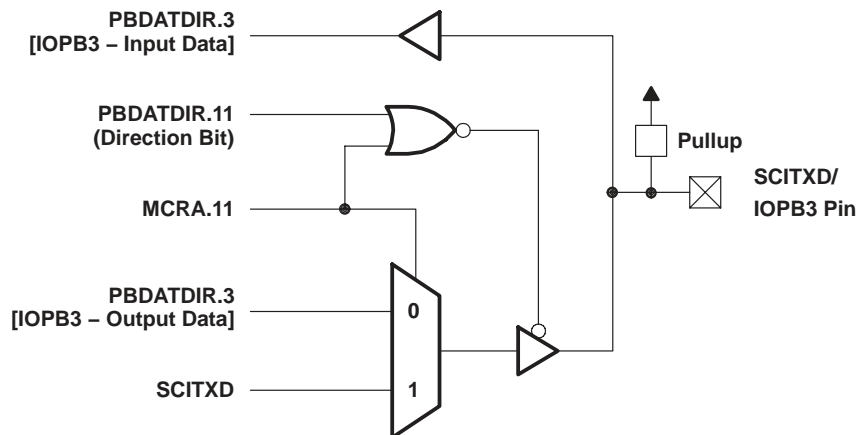 PBDATDIR.3
[IOPB3 – Input Data]
PBDATDIR.11
(Direction Bit)
Pullup
SCITXD/
IOPB3 Pin
MCRA.11
PBDATDIR.3
[IOPB3 – Output Data]
0
SCITXD
1